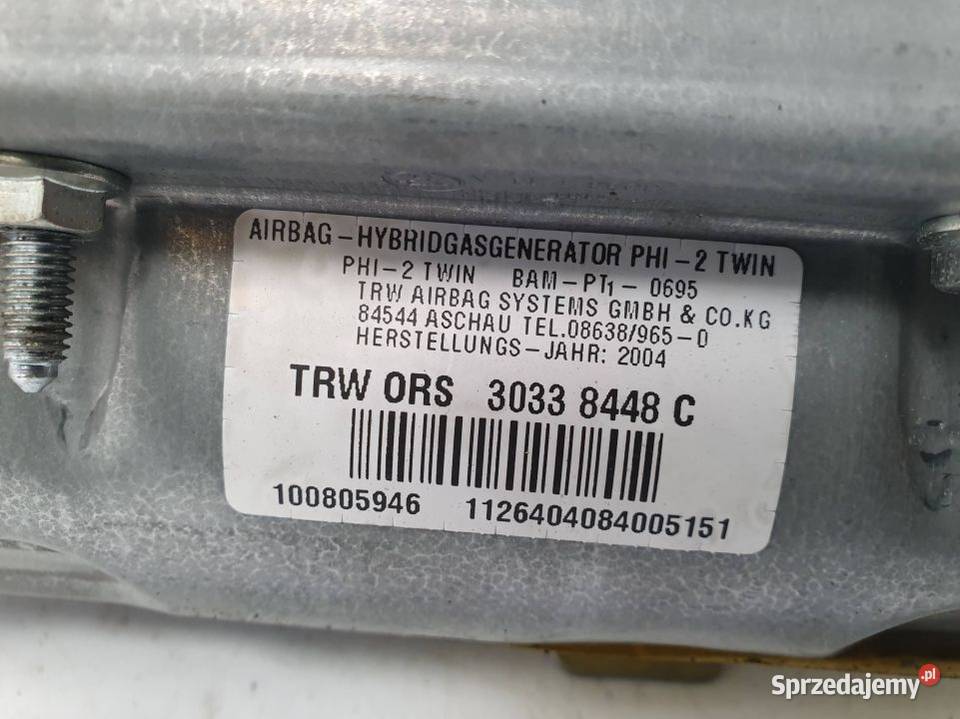 AIRBAG-HYBRIDGASGENERATOR PHI-2 TWIN
PHI-2 TWIN BAM-PT1-0695
TRW AIRBAG SYSTEMS GMBH & CO.KG
84544 ASCHAU TEL.08638/965-0
HERSTELLUNGS-JAHR: 2004
TRW ORS 3033 8448 C
100805946 1126404084005151
Sprzedajemy.pl